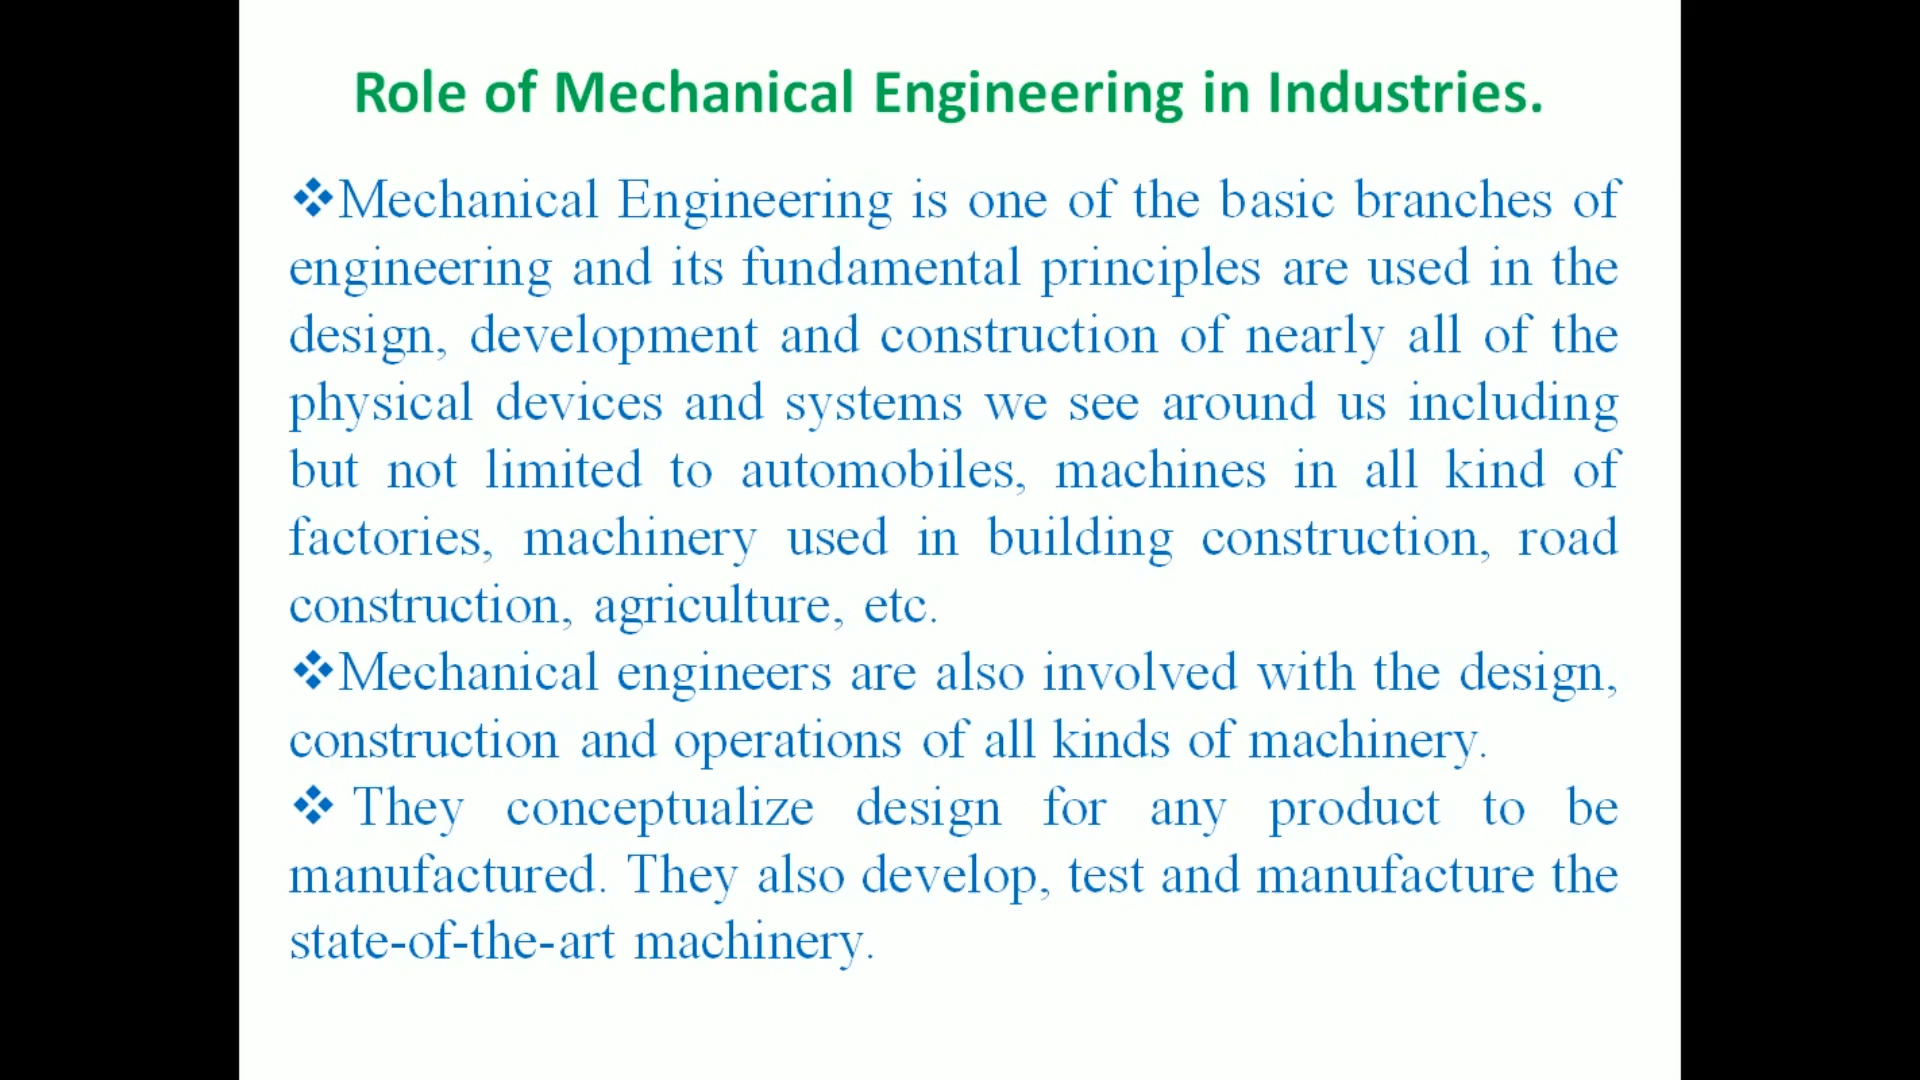 Role of Mechanical Engineering in Industries.
❖Mechanical Engineering is one of the basic branches of
engineering and its fundamental principles are used in the
design, development and construction of nearly all of the
physical devices and systems we see around us including
but not limited to automobiles, machines in all kind of
factories, machinery used in building construction, road
construction, agriculture, etc.
❖Mechanical engineers are also involved with the design,
construction and operations of all kinds of machinery.
❖ They conceptualize design for any product to be
manufactured. They also develop, test and manufacture the
state-of-the-art machinery.